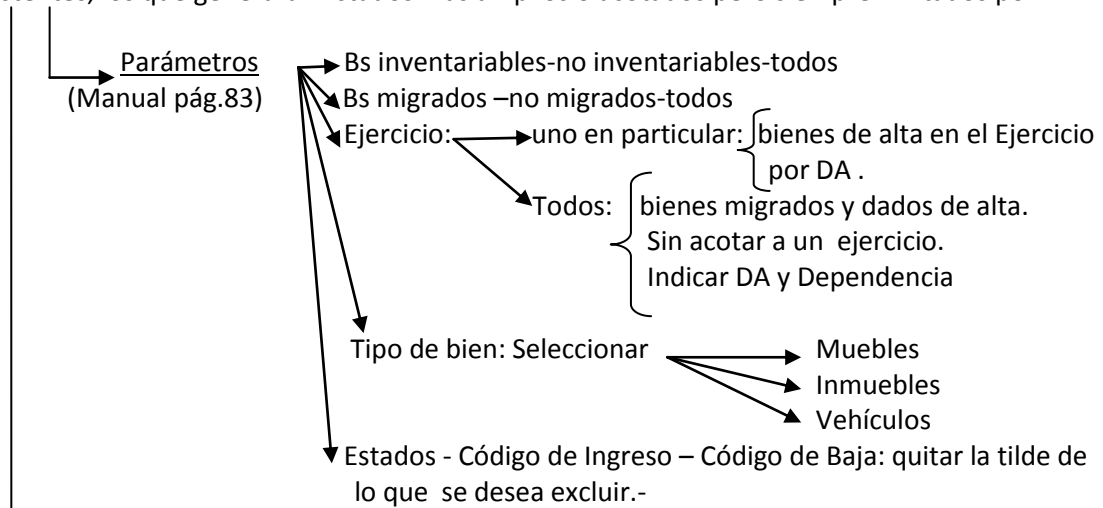 Parámetros
(Manual pág.83)
Bs inventariables-no inventariables-todos
Bs migrados –no migrados-todos
Ejercicio:
uno en particular:
bienes de alta en el Ejercicio
por DA .
Todos:
bienes migrados y dados de alta.
Sin acotar a un ejercicio.
Indicar DA y Dependencia
Tipo de bien: Seleccionar
Muebles
Inmuebles
Vehículos
Estados - Código de Ingreso – Código de Baja: quitar la tilde de
lo que se desea excluir.-